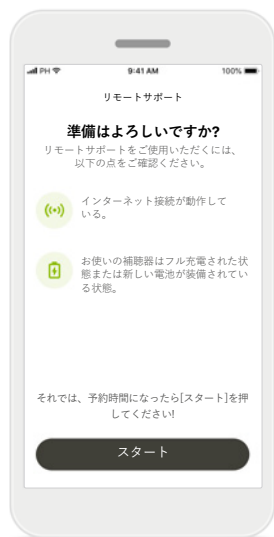 PH 9:41 AM 100%
リモートサポート
準備はよろしいですか?
リモートサポートをご使用いただくには、
以下の点をご確認ください。
インターネット接続が動作して
いる。
お使いの補聴器はフル充電された状
態または新しい電池が装備されてい
る状態。
それでは、予約時間になったら[スタート]を押
してください!
スタート